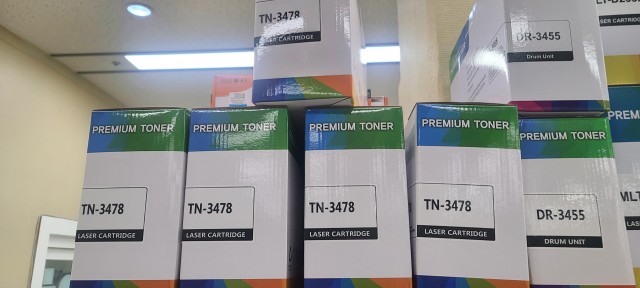 TN-3478
LASER CARTRIDGE
DR-3455
Drum Unit
PREMIUM TONER
TN-3478
LASER CARTRIDGE
PREMIUM TONER
TN-3478
LASER CARTRIDGE
PREMIUM TONER
TN-3478
LASER CARTRIDGE
PREMIUM TONER
TN-3478
LASER CARTRIDGE
PREMIUM TONER
DR-3455
DRUM UNIT